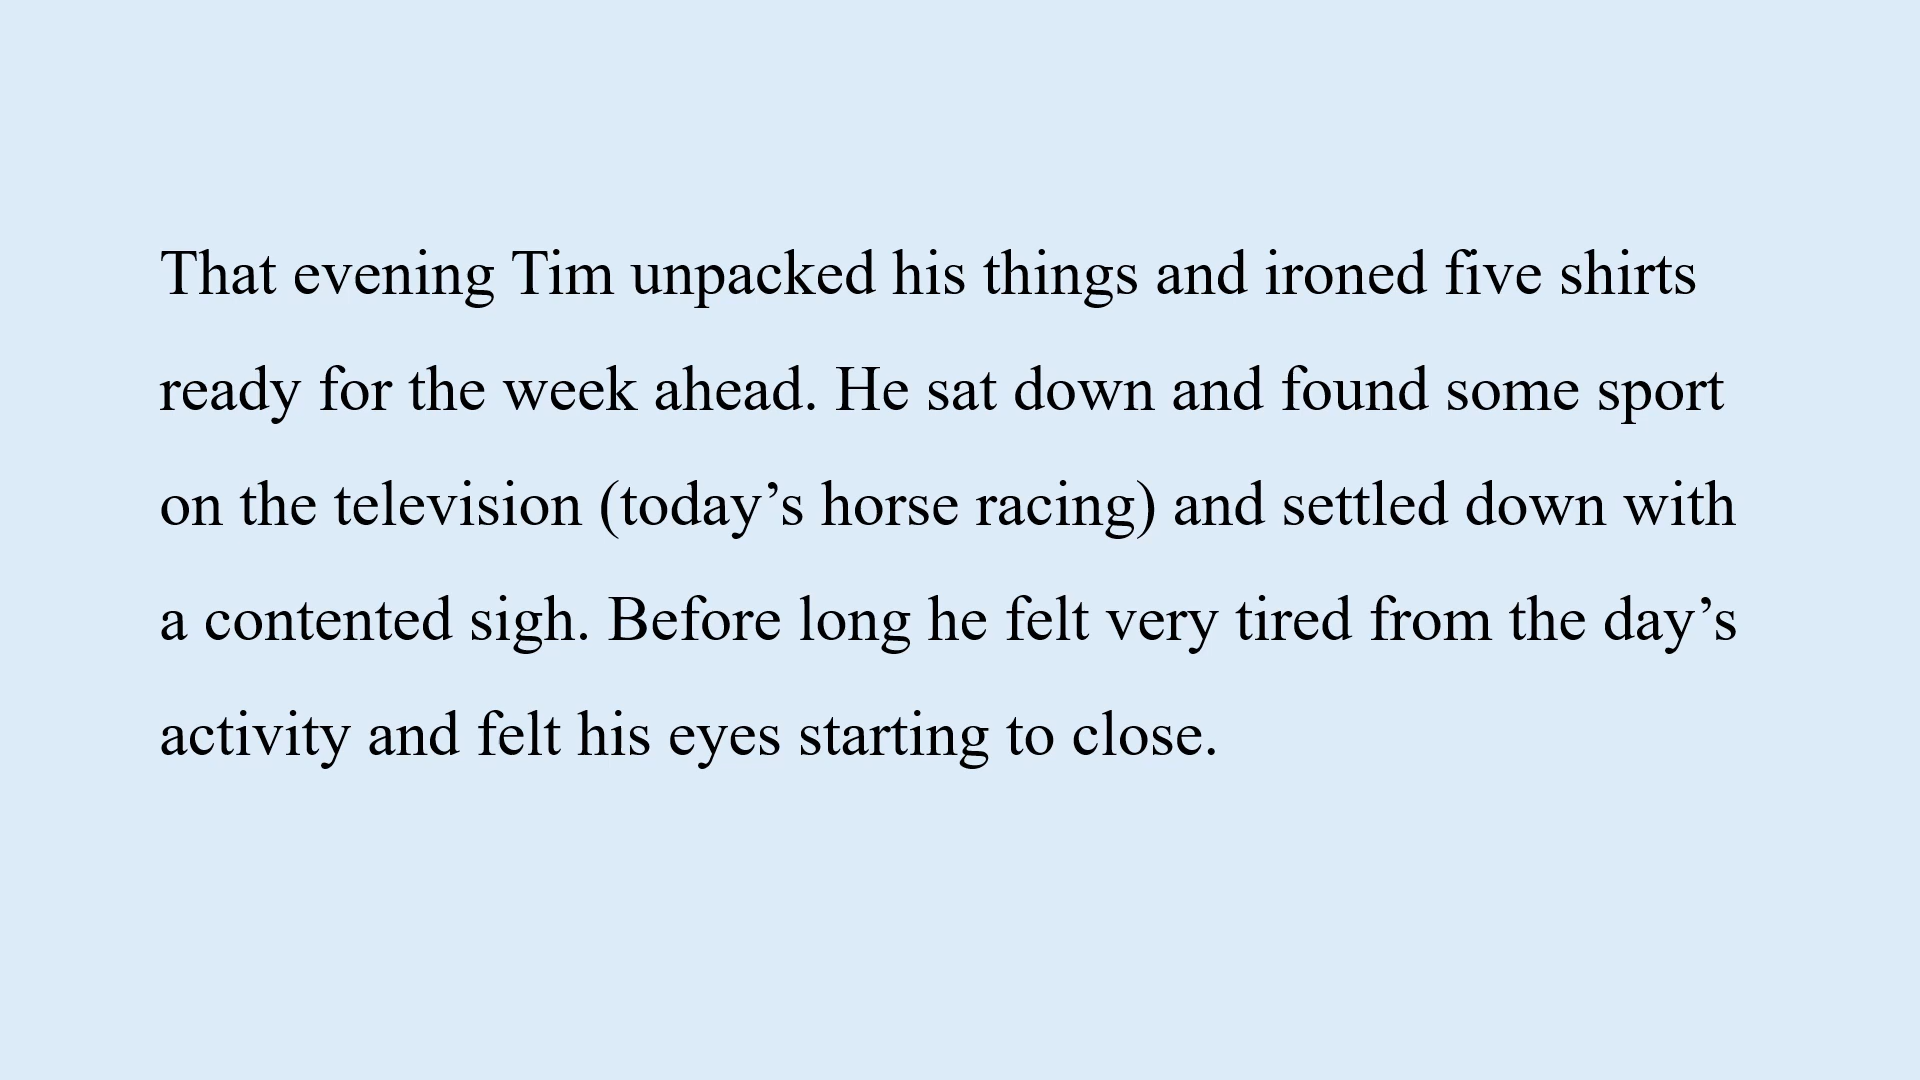 That evening Tim unpacked his things and ironed five shirts
ready for the week ahead. He sat down and found some sport
on the television (today’s horse racing) and settled down with
a contented sigh. Before long he felt very tired from the day’s
activity and felt his eyes starting to close.